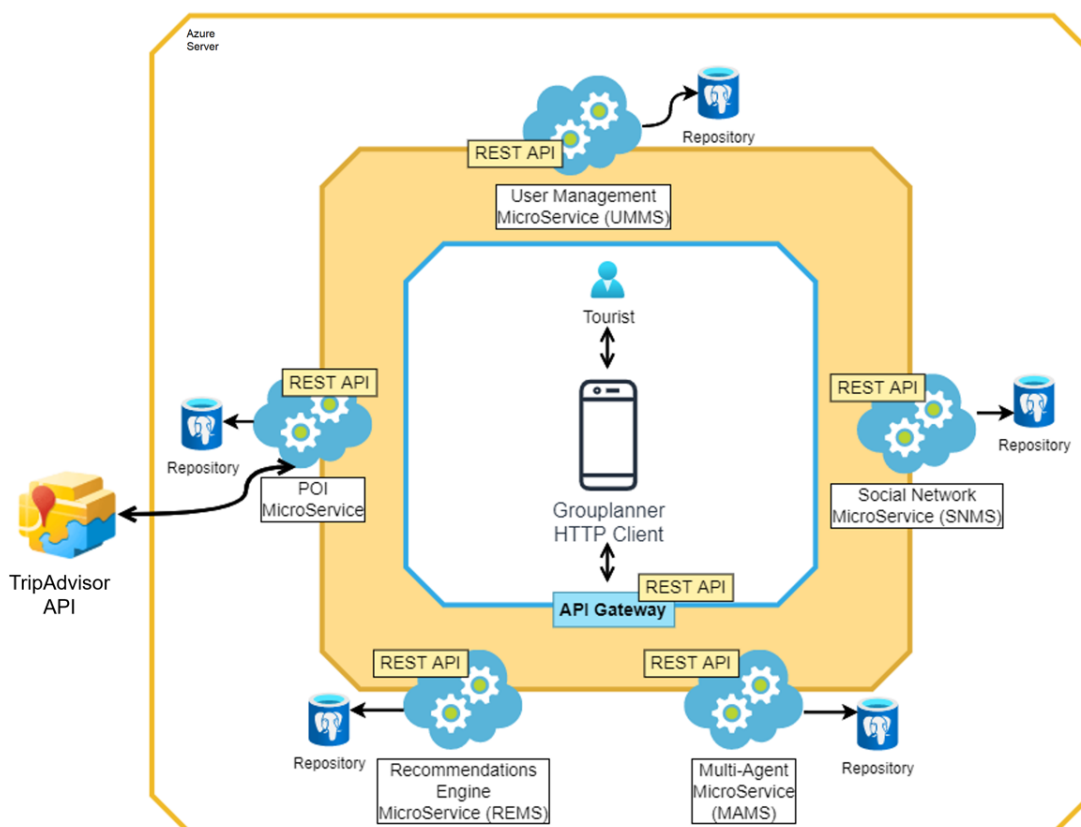 Azure
Server
Repository
REST API
User Management
MicroService (UMMS)
Tourist
REST API
Repository
POI
MicroService
TripAdvisor
API
Grouplanner
HTTP Client
REST API
Repository
Social Network
MicroService (SNMS)
REST API
API Gateway
REST API
Repository
Recommendations
Engine
MicroService (REMS)
REST API
Repository
Multi-Agent
MicroService
(MAMS)